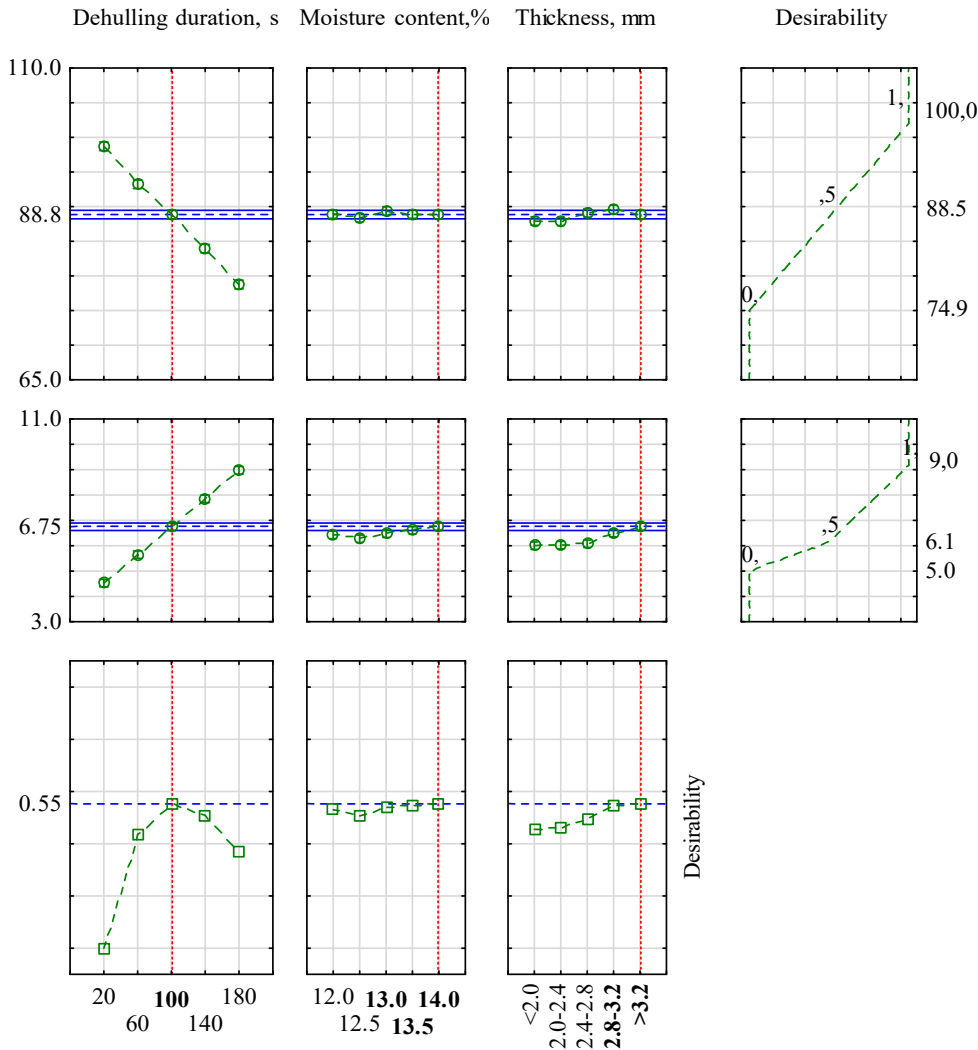 Dehulling duration, s Moisture content,% Thickness, mm Desirability
110.0
1, 100,0
88.8 ,5 88.5
0, 74.9
65.0
11.0
1, 9,0
6.75 ,5 6.1
0, 5.0
3.0
0.55
Desirability
20 100 180 12.0 13.0 14.0
60 140 12.5 13.5
<2.0
2.0-2.4
2.4-2.8
2.8-3.2
>3.2